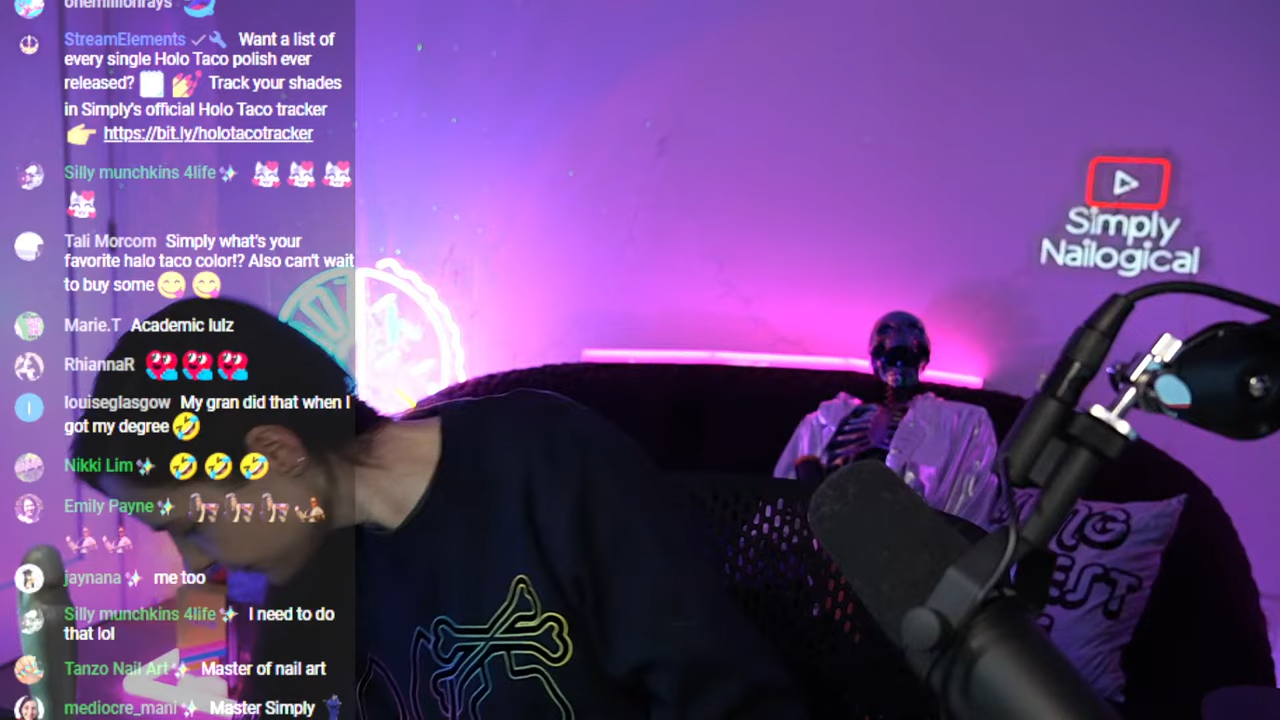 onemillionrays
StreamElements Want a list of
every single Holo Taco polish ever
released? Track your shades
in Simply's official Holo Taco tracker
https://bit.ly/holotacotracker
Silly munchkins 4life
Tali Morcom Simply what's your
favorite halo taco color!? Also can't wait
to buy some
Marie.T Academic lulz
RhiannaR
louiseglasgow My gran did that when I
got my degree
Nikki Lim
Emily Payne
jaynana me too
Silly munchkins 4life I need to do
that lol
Tanzo Nail Art Master of nail art
mediocre_mani Master Simply
Simply
Nailogical